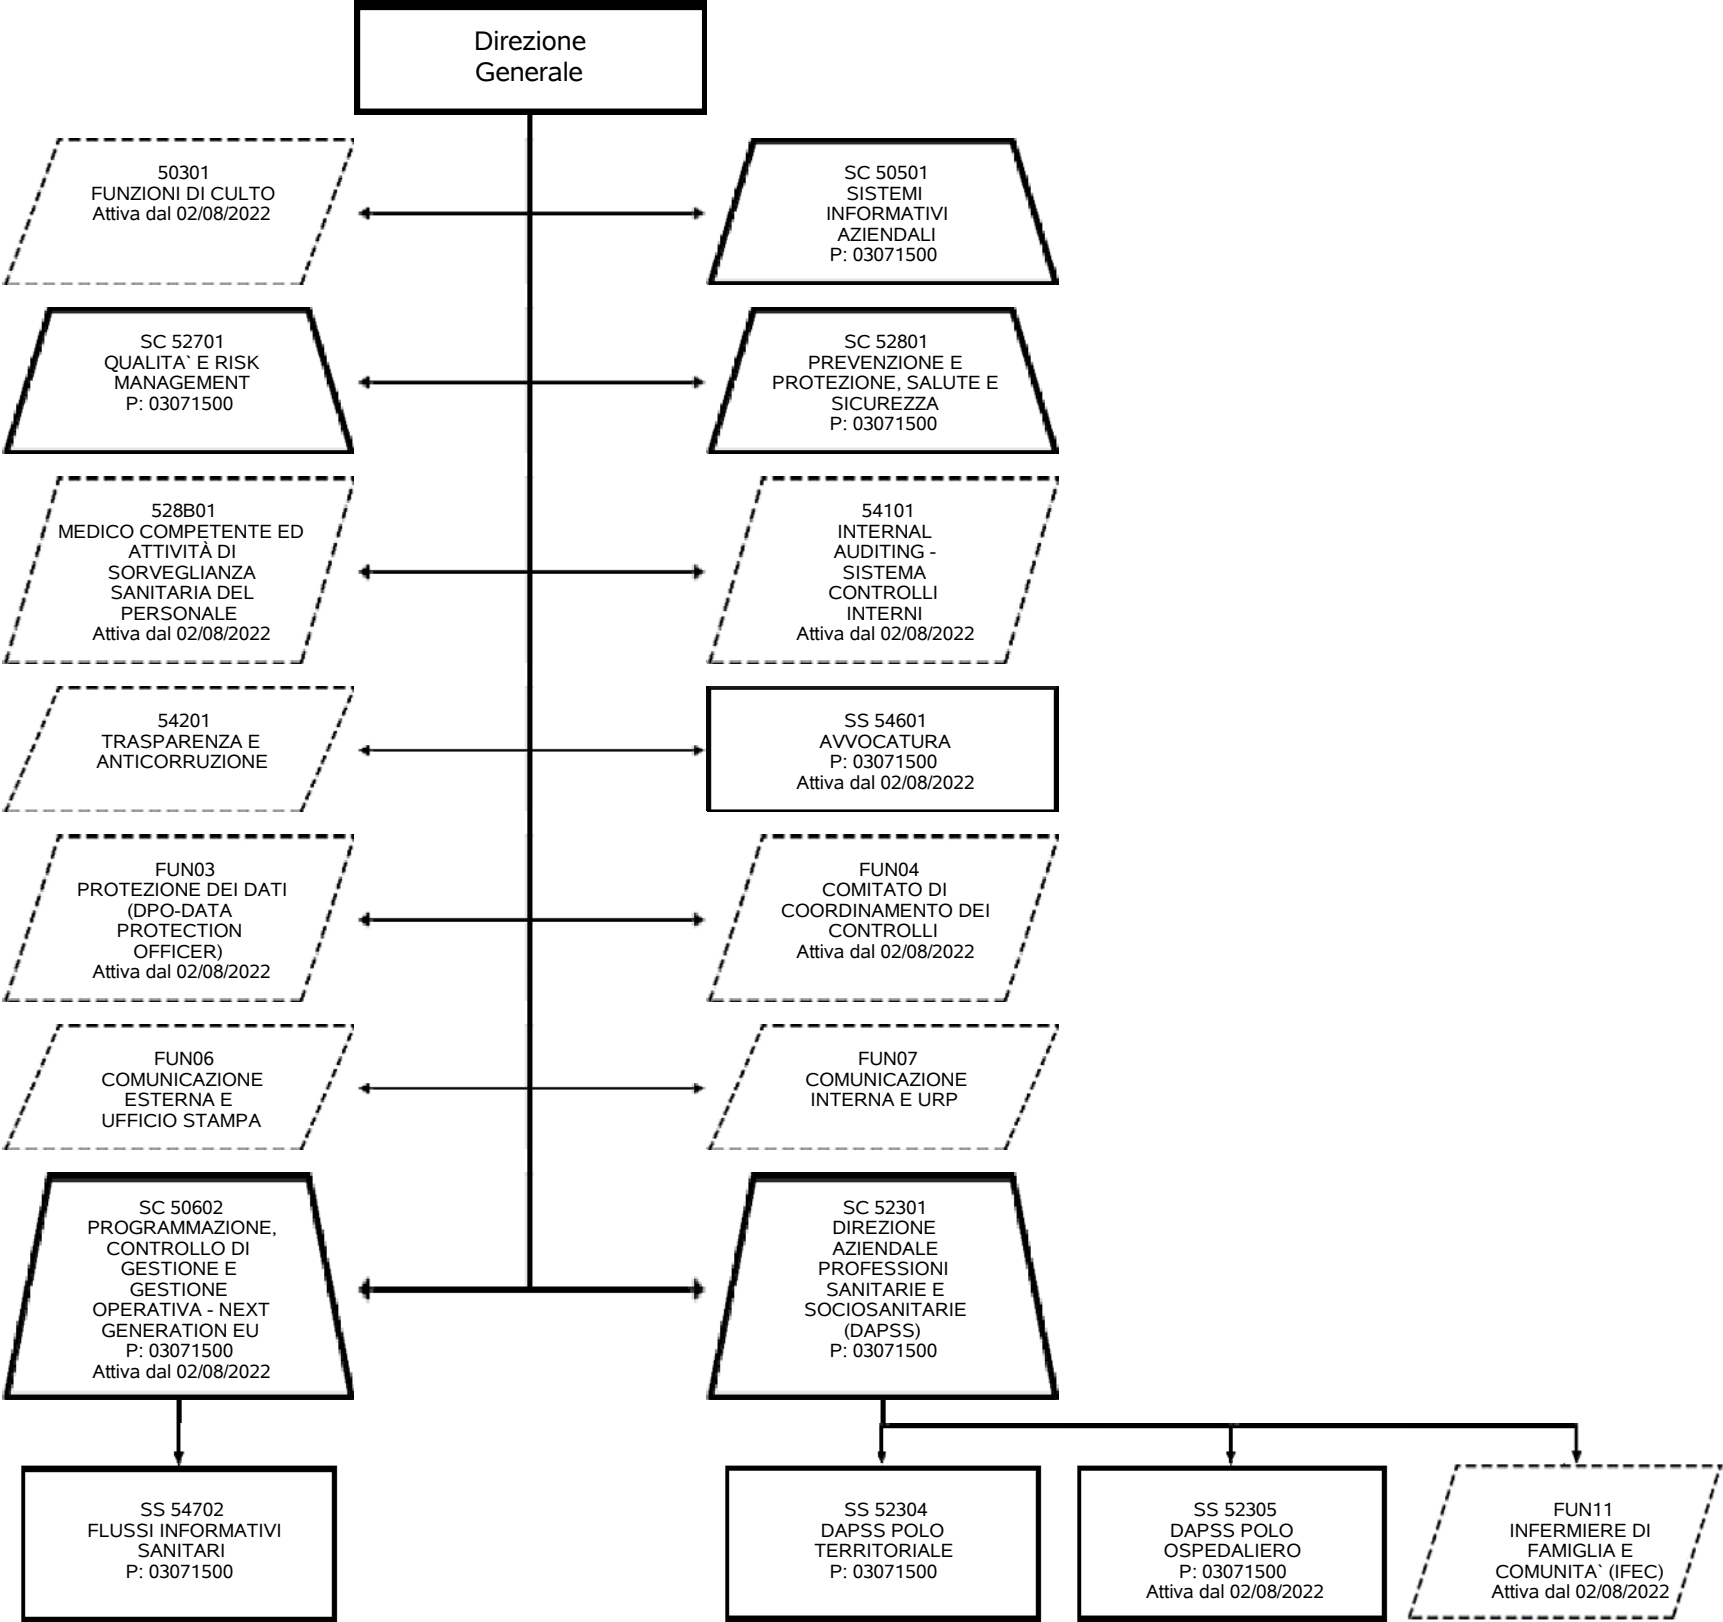 Direzione
Generale
50301
FUNZIONI DI CULTO
Attiva dal 02/08/2022
SC 50501
SISTEMI
INFORMATIVI
AZIENDALI
P: 03071500
SC 52701
QUALITA` E RISK
MANAGEMENT
P: 03071500
SC 52801
PREVENZIONE E
PROTEZIONE, SALUTE E
SICUREZZA
P: 03071500
528B01
MEDICO COMPETENTE ED
ATTIVITÀ DI
SORVEGLIANZA
SANITARIA DEL
PERSONALE
Attiva dal 02/08/2022
54101
INTERNAL
AUDITING -
SISTEMA
CONTROLLI
INTERNI
Attiva dal 02/08/2022
54201
TRASPARENZA E
ANTICORRUZIONE
SS 54601
AVVOCATURA
P: 03071500
Attiva dal 02/08/2022
FUN03
PROTEZIONE DEI DATI
(DPO-DATA
PROTECTION
OFFICER)
Attiva dal 02/08/2022
FUN04
COMITATO DI
COORDINAMENTO DEI
CONTROLLI
Attiva dal 02/08/2022
FUN06
COMUNICAZIONE
ESTERNA E
UFFICIO STAMPA
FUN07
COMUNICAZIONE
INTERNA E URP
SC 50602
PROGRAMMAZIONE,
CONTROLLO DI
GESTIONE E
GESTIONE
OPERATIVA - NEXT
GENERATION EU
P: 03071500
Attiva dal 02/08/2022
SC 52301
DIREZIONE
AZIENDALE
PROFESSIONI
SANITARIE E
SOCIOSANITARIE
(DAPSS)
P: 03071500
SS 54702
FLUSSI INFORMATIVI
SANITARI
P: 03071500
SS 52304
DAPSS POLO
TERRITORIALE
P: 03071500
SS 52305
DAPSS POLO
OSPEDALIERO
P: 03071500
Attiva dal 02/08/2022
FUN11
INFERMIERE DI
FAMIGLIA E
COMUNITA` (IFEC)
Attiva dal 02/08/2022